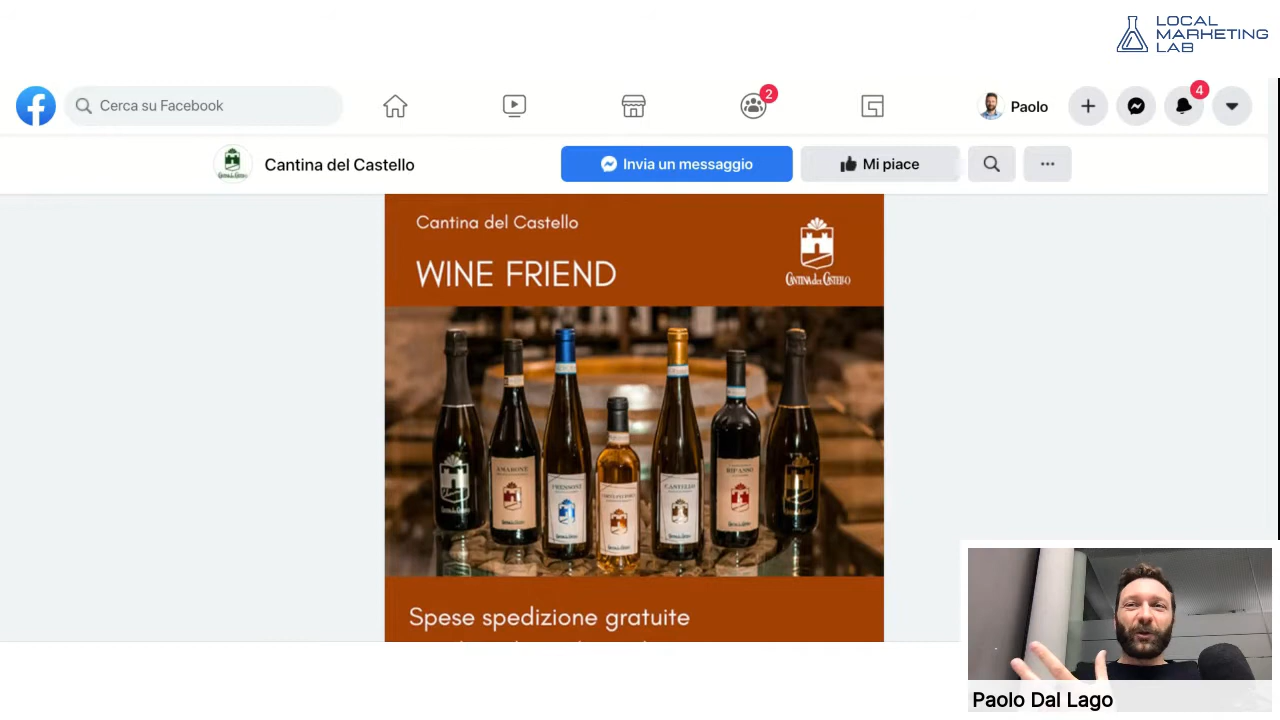 LOCAL
MARKETING
LAB
Cerca su Facebook
2
Paolo
4
Cantina del Castello
Invia un messaggio
Mi piace
Cantina del Castello
WINE FRIEND
CANTINA DEL CASTELLO
AMARONE
RIPASSO
CASTELLO
Spese spedizione gratuite
Paolo Dal Lago